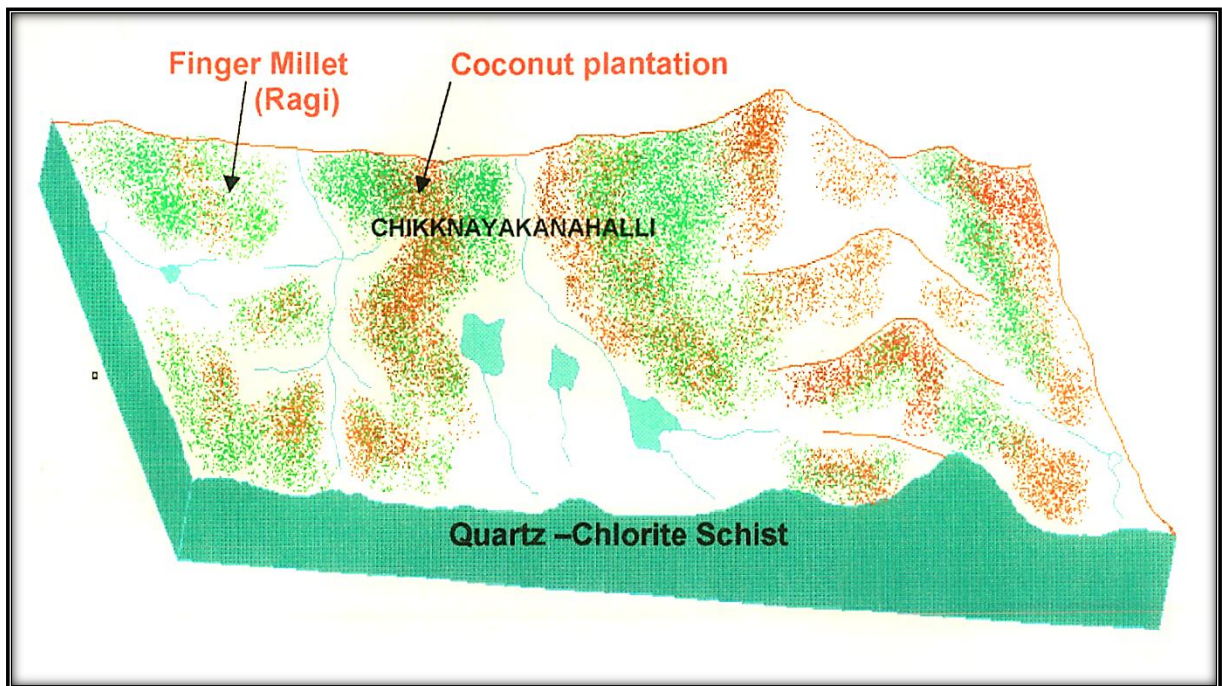 Finger Millet
(Ragi)
Coconut plantation
CHIKKNAYAKANAHALLI
Quartz –Chlorite Schist